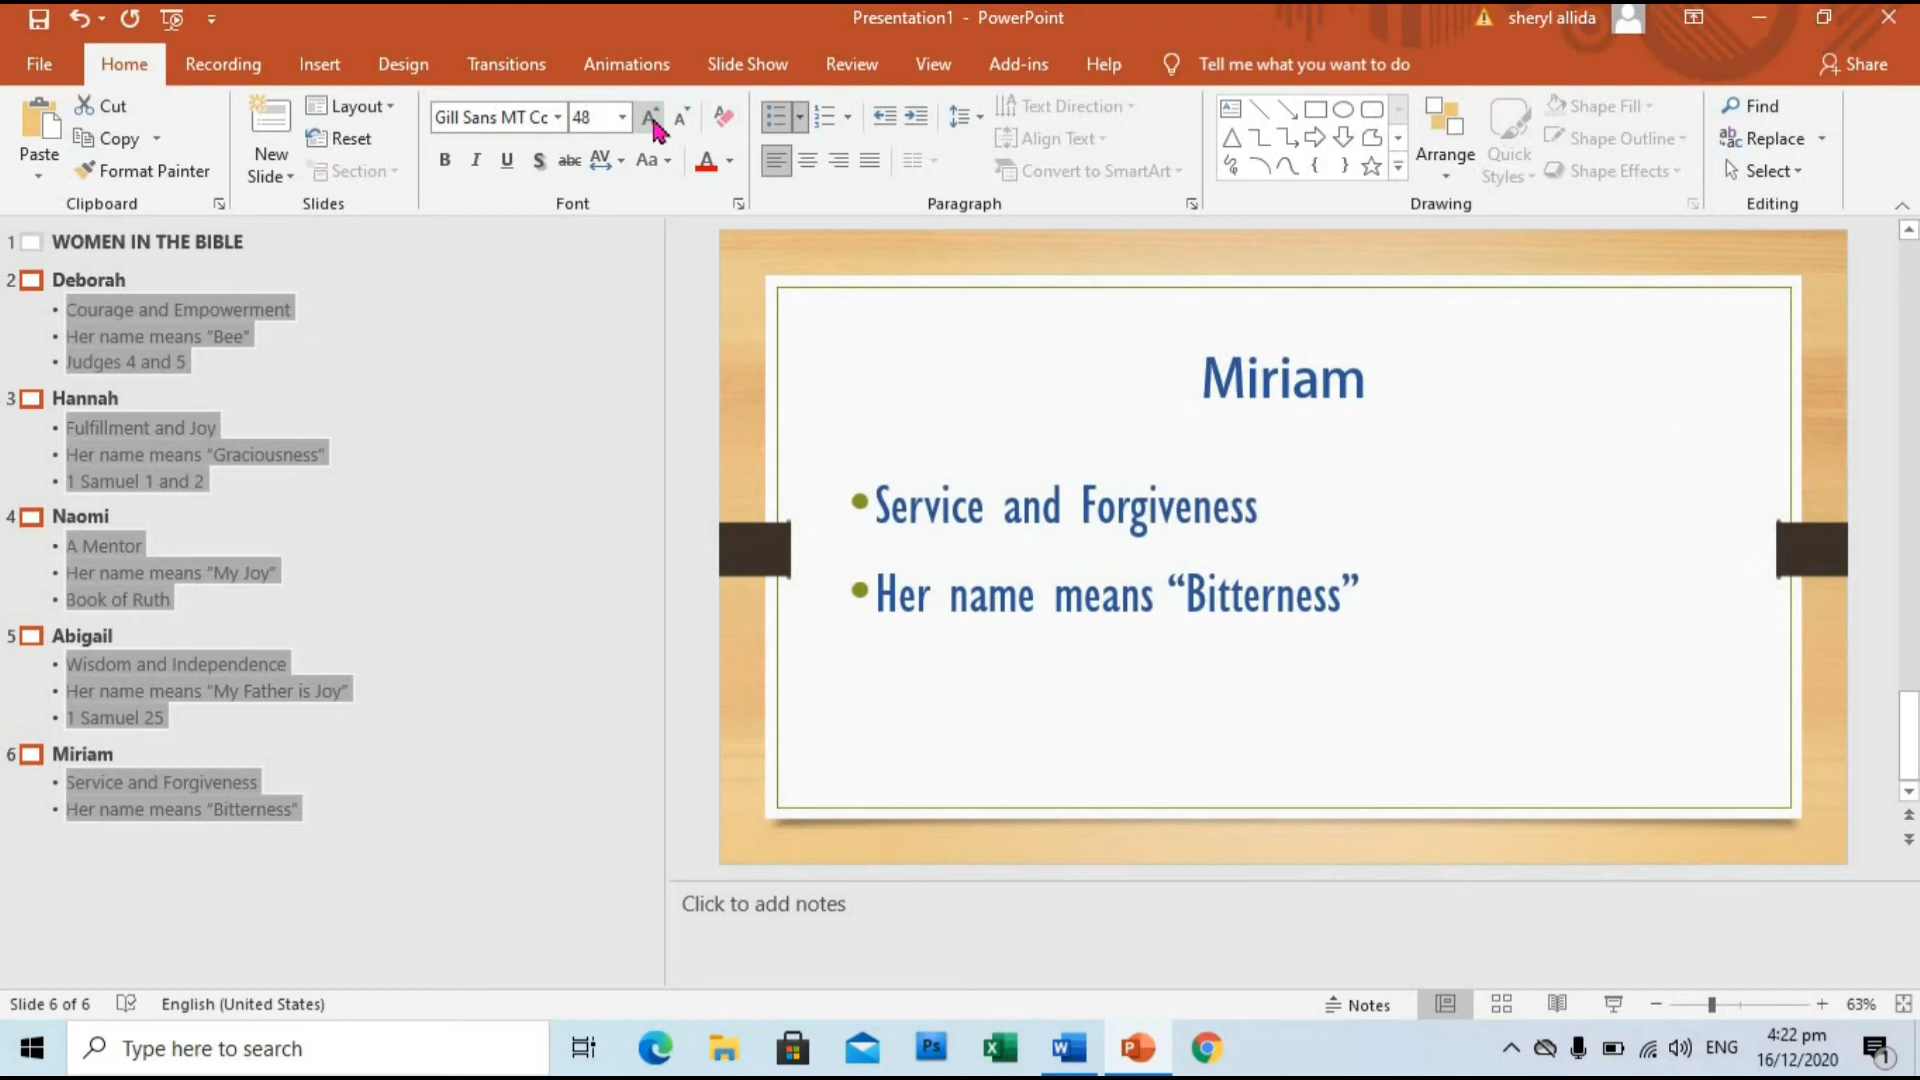 Presentation1 - PowerPoint
sheryl allida
File Home Recording Insert Design Transitions Animations Slide Show Review View Add-ins Help Tell me what you want to do Share
Paste
Cut
Copy
Format Painter
Clipboard
New Slide
Layout
Reset
Section
Slides
Gill Sans MT Cc 48
B I U S abc AV Aa A
Font
Text Direction
Align Text
Convert to SmartArt
Paragraph
Arrange
Quick Styles
Shape Fill
Shape Outline
Shape Effects
Drawing
Find
Replace
Select
Editing
1 WOMEN IN THE BIBLE
2 Deborah
• Courage and Empowerment
• Her name means “Bee”
• Judges 4 and 5
3 Hannah
• Fulfillment and Joy
• Her name means “Graciousness”
• 1 Samuel 1 and 2
4 Naomi
• A Mentor
• Her name means “My Joy”
• Book of Ruth
5 Abigail
• Wisdom and Independence
• Her name means “My Father is Joy”
• 1 Samuel 25
6 Miriam
• Service and Forgiveness
• Her name means “Bitterness”
Miriam
• Service and Forgiveness
• Her name means “Bitterness”
Click to add notes
Slide 6 of 6 English (United States) Notes 63%
Type here to search
ENG
4:22 pm
16/12/2020
1